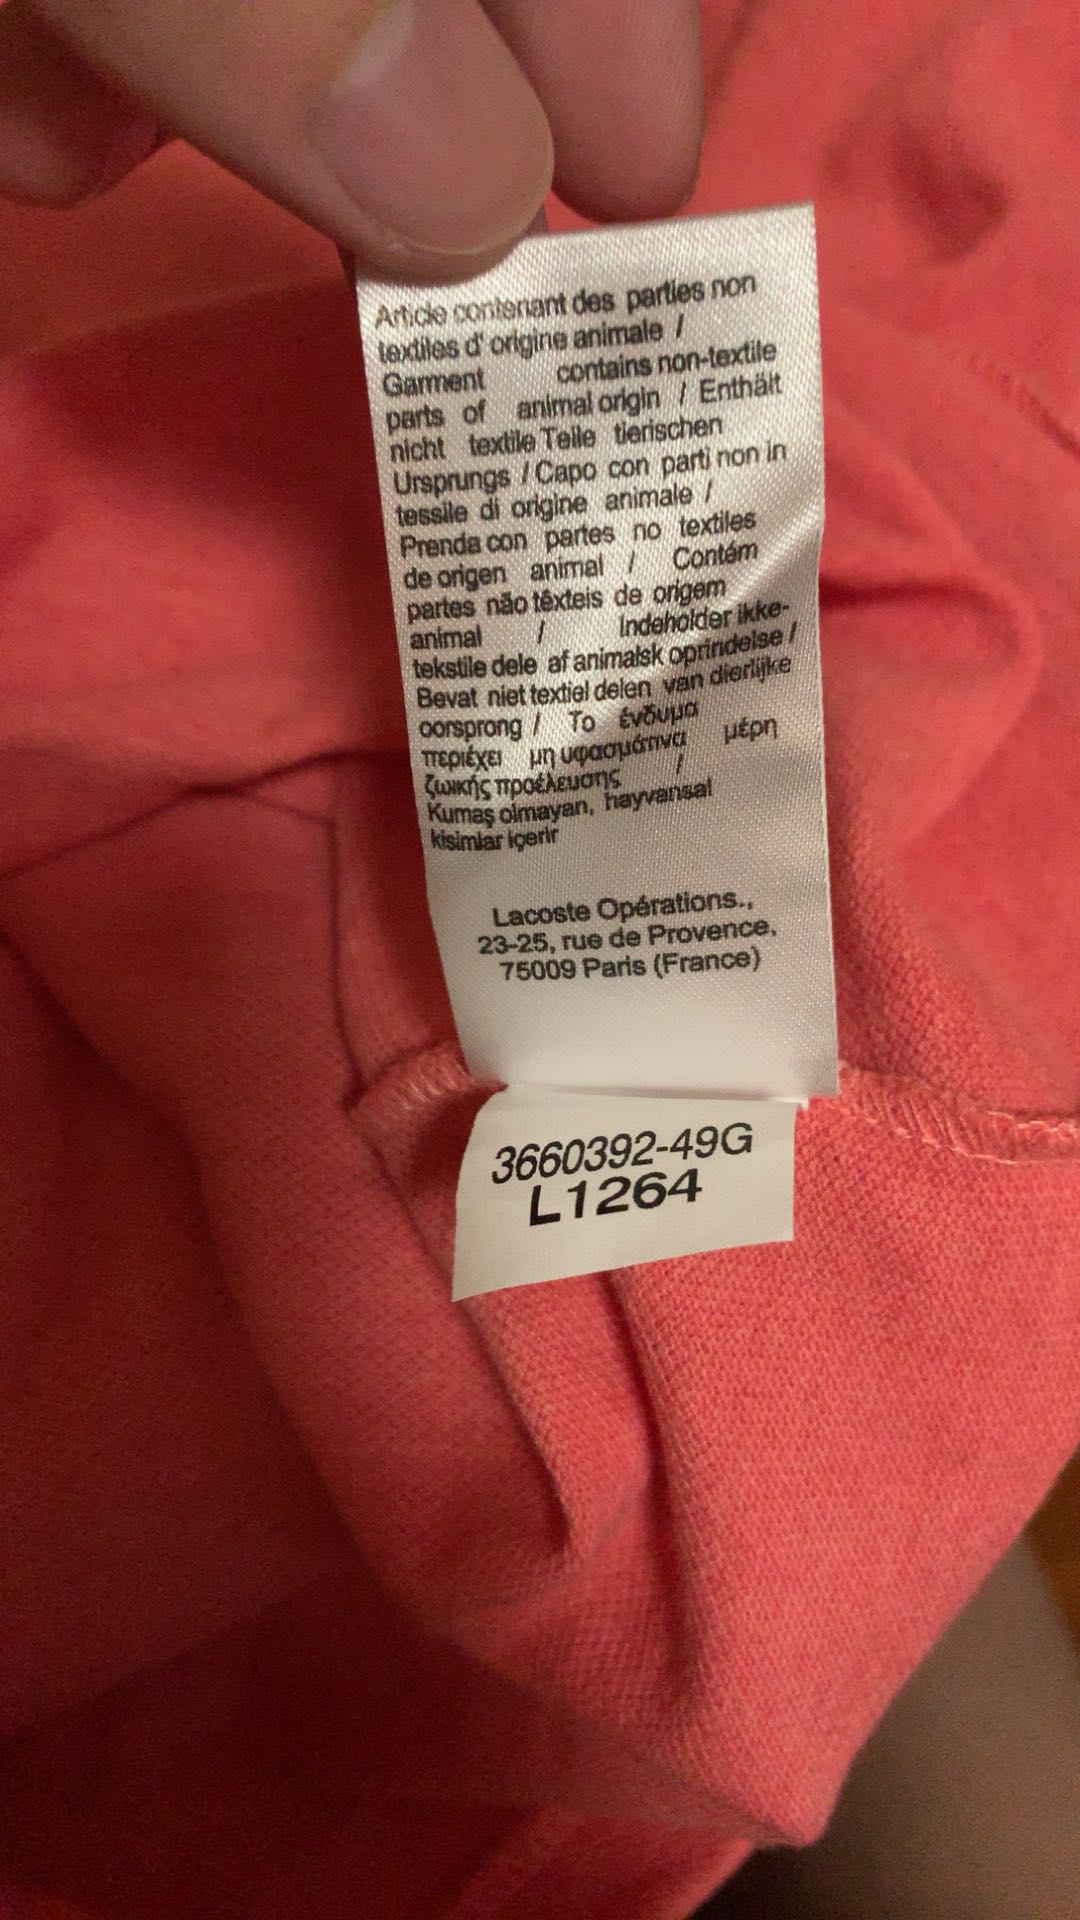 Article contenant des parties non
textiles d' origine animale /
Garment contains non-textile
parts of animal origin / Enthält
nicht textile Teile tierischen
Ursprungs / Capo con parti non in
tessile di origine animale /
Prenda con partes no textiles
de origen animal / Contém
partes não têxteis de origem
animal / Indeholder ikke-
tekstile dele af animalsk oprindelse /
Bevat niet textiel delen van dierlijke
oorsprong / Το ένδυμα
περιέχει μη υφασμάτινα μέρη
ζωικής προέλευσης /
Kumaş olmayan, hayvansal
kisimlar içerir
Lacoste Opérations.,
23-25, rue de Provence,
75009 Paris (France)
3660392-49G
L1264